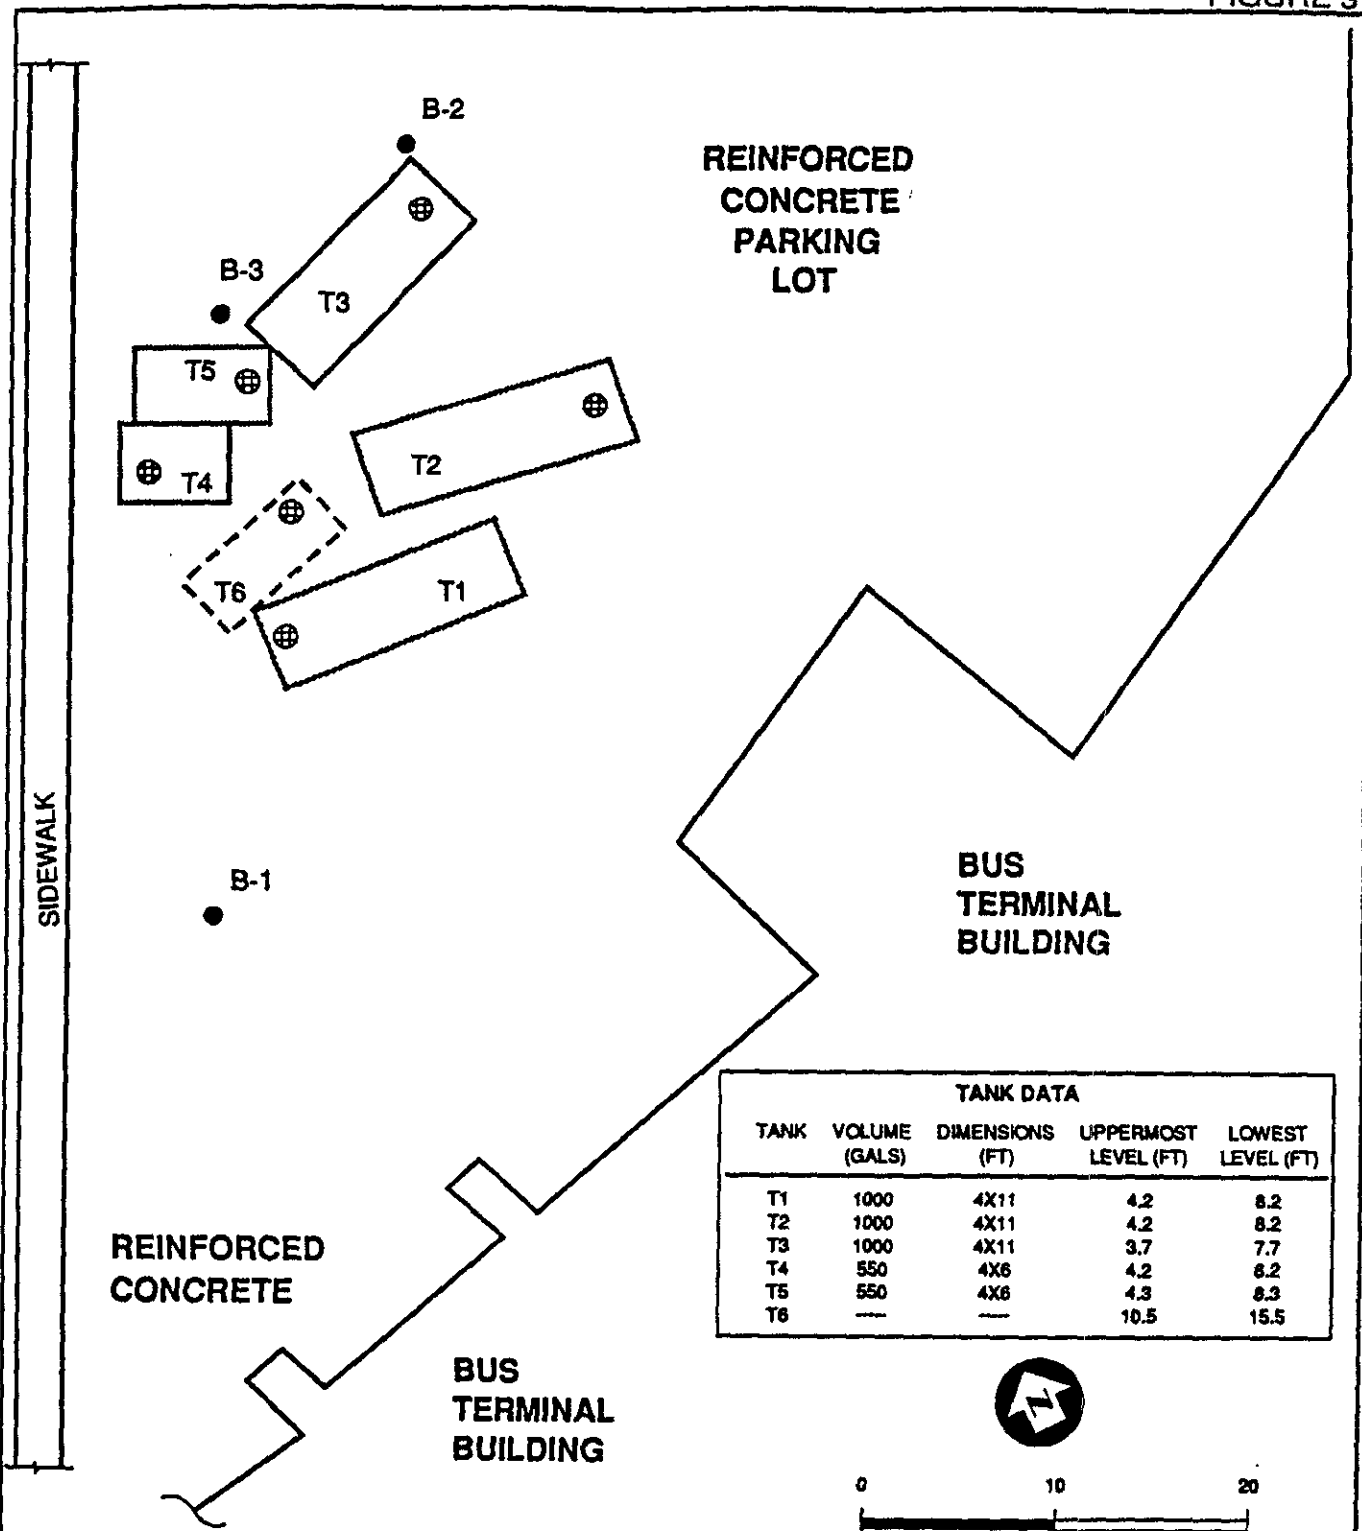 FIGURE 3
B-2
REINFORCED
CONCRETE
PARKING
LOT
B-3
T3
T5
T2
T4
T6
T1
SIDEWALK
B-1
BUS
TERMINAL
BUILDING
TANK DATA
TANK VOLUME (GALS) DIMENSIONS (FT) UPPERMOST LEVEL (FT) LOWEST LEVEL (FT)
T1 1000 4X11 4.2 8.2
T2 1000 4X11 4.2 8.2
T3 1000 4X11 3.7 7.7
T4 550 4X6 4.2 8.2
T5 550 4X6 4.3 8.3
T6 ---- ---- 10.5 15.5
REINFORCED
CONCRETE
BUS
TERMINAL
BUILDING
N
0 10 20